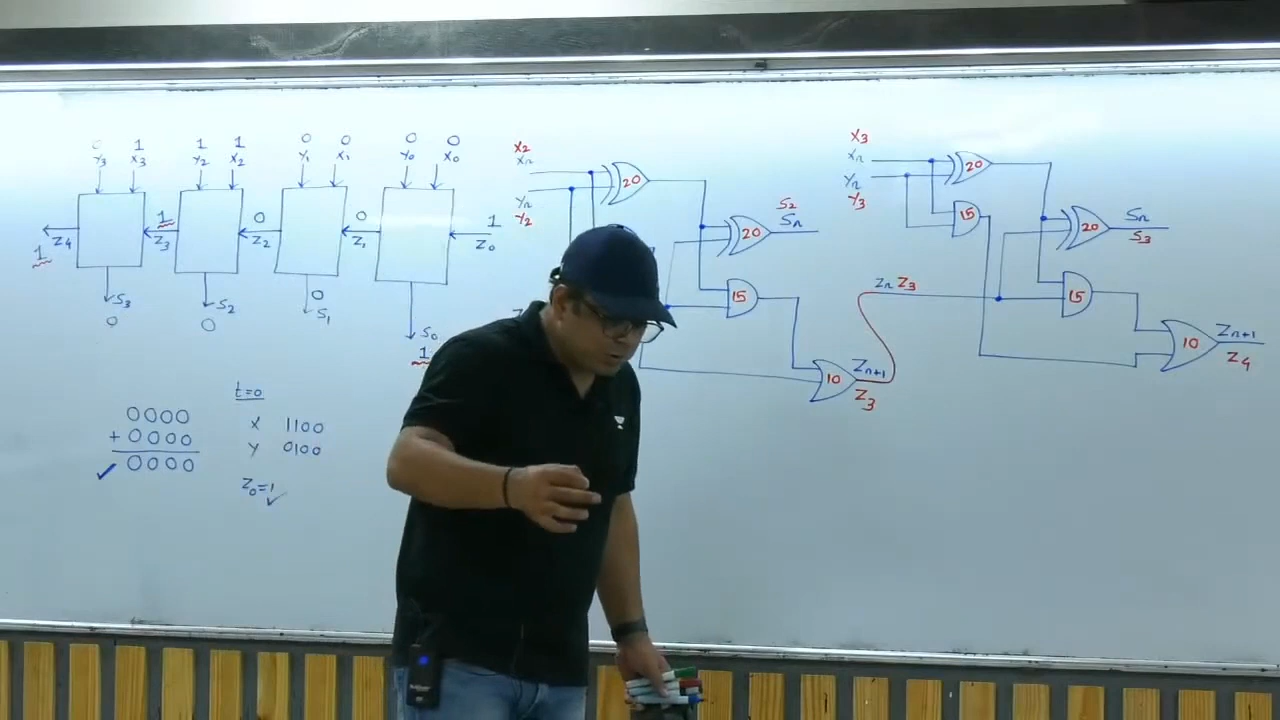 0 1 1 1 0 0 0 0
Y3 X3 Y2 X2 Y1 X1 Y0 X0
1 0 0 1
Z4 Z3 Z2 Z1 Z0
1
S3 S2 0 S0
0 0 S1 1
t=0
0000
+ 0000
0000
X 1100
Y 0100
Z0=1
X2
Xn
20
Yn
Y2
S2
Sn
20
15
10
Zn+1
Z3
X3
Xn
20
Yn
Y3
15
Sn
20
S3
Zn Z3
15
10
Zn+1
Z4